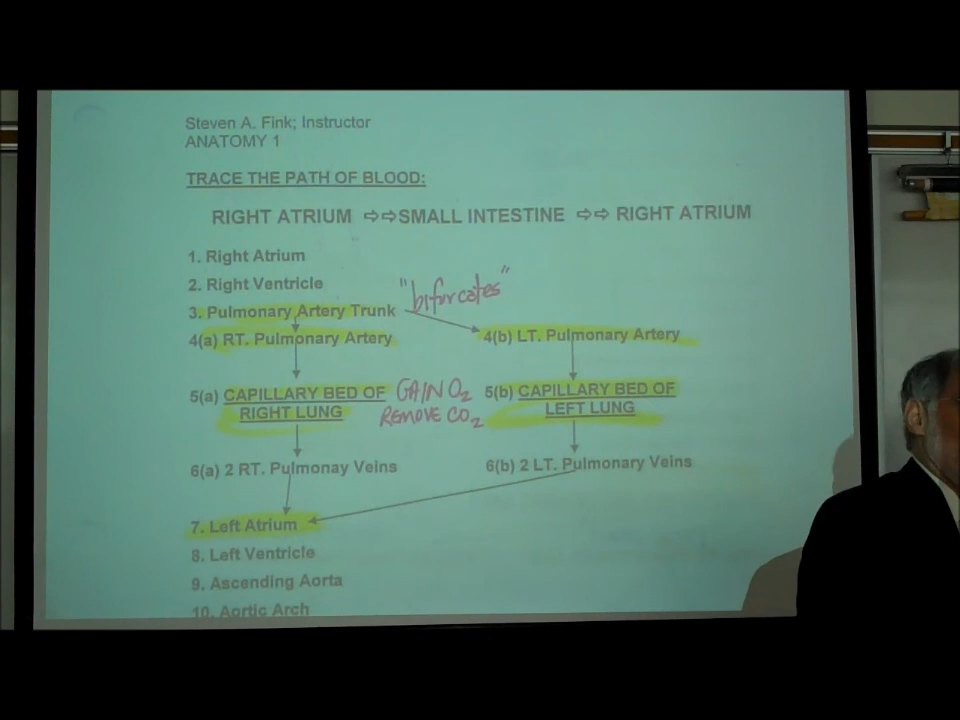 Steven A. Fink; Instructor
ANATOMY 1
TRACE THE PATH OF BLOOD:
RIGHT ATRIUM ⇨⇨SMALL INTESTINE ⇨⇨ RIGHT ATRIUM
1. Right Atrium
2. Right Ventricle
"bifurcates"
3. Pulmonary Artery Trunk
4(a) RT. Pulmonary Artery
4(b) LT. Pulmonary Artery
5(a) CAPILLARY BED OF
RIGHT LUNG
GAIN O₂
REMOVE CO₂
5(b) CAPILLARY BED OF
LEFT LUNG
6(a) 2 RT. Pulmonay Veins
6(b) 2 LT. Pulmonary Veins
7. Left Atrium
8. Left Ventricle
9. Ascending Aorta
10. Aortic Arch